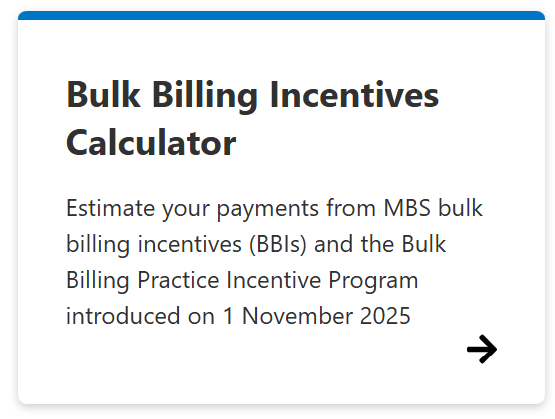 Bulk Billing Incentives
Calculator
Estimate your payments from MBS bulk
billing incentives (BBIs) and the Bulk
Billing Practice Incentive Program
introduced on 1 November 2025